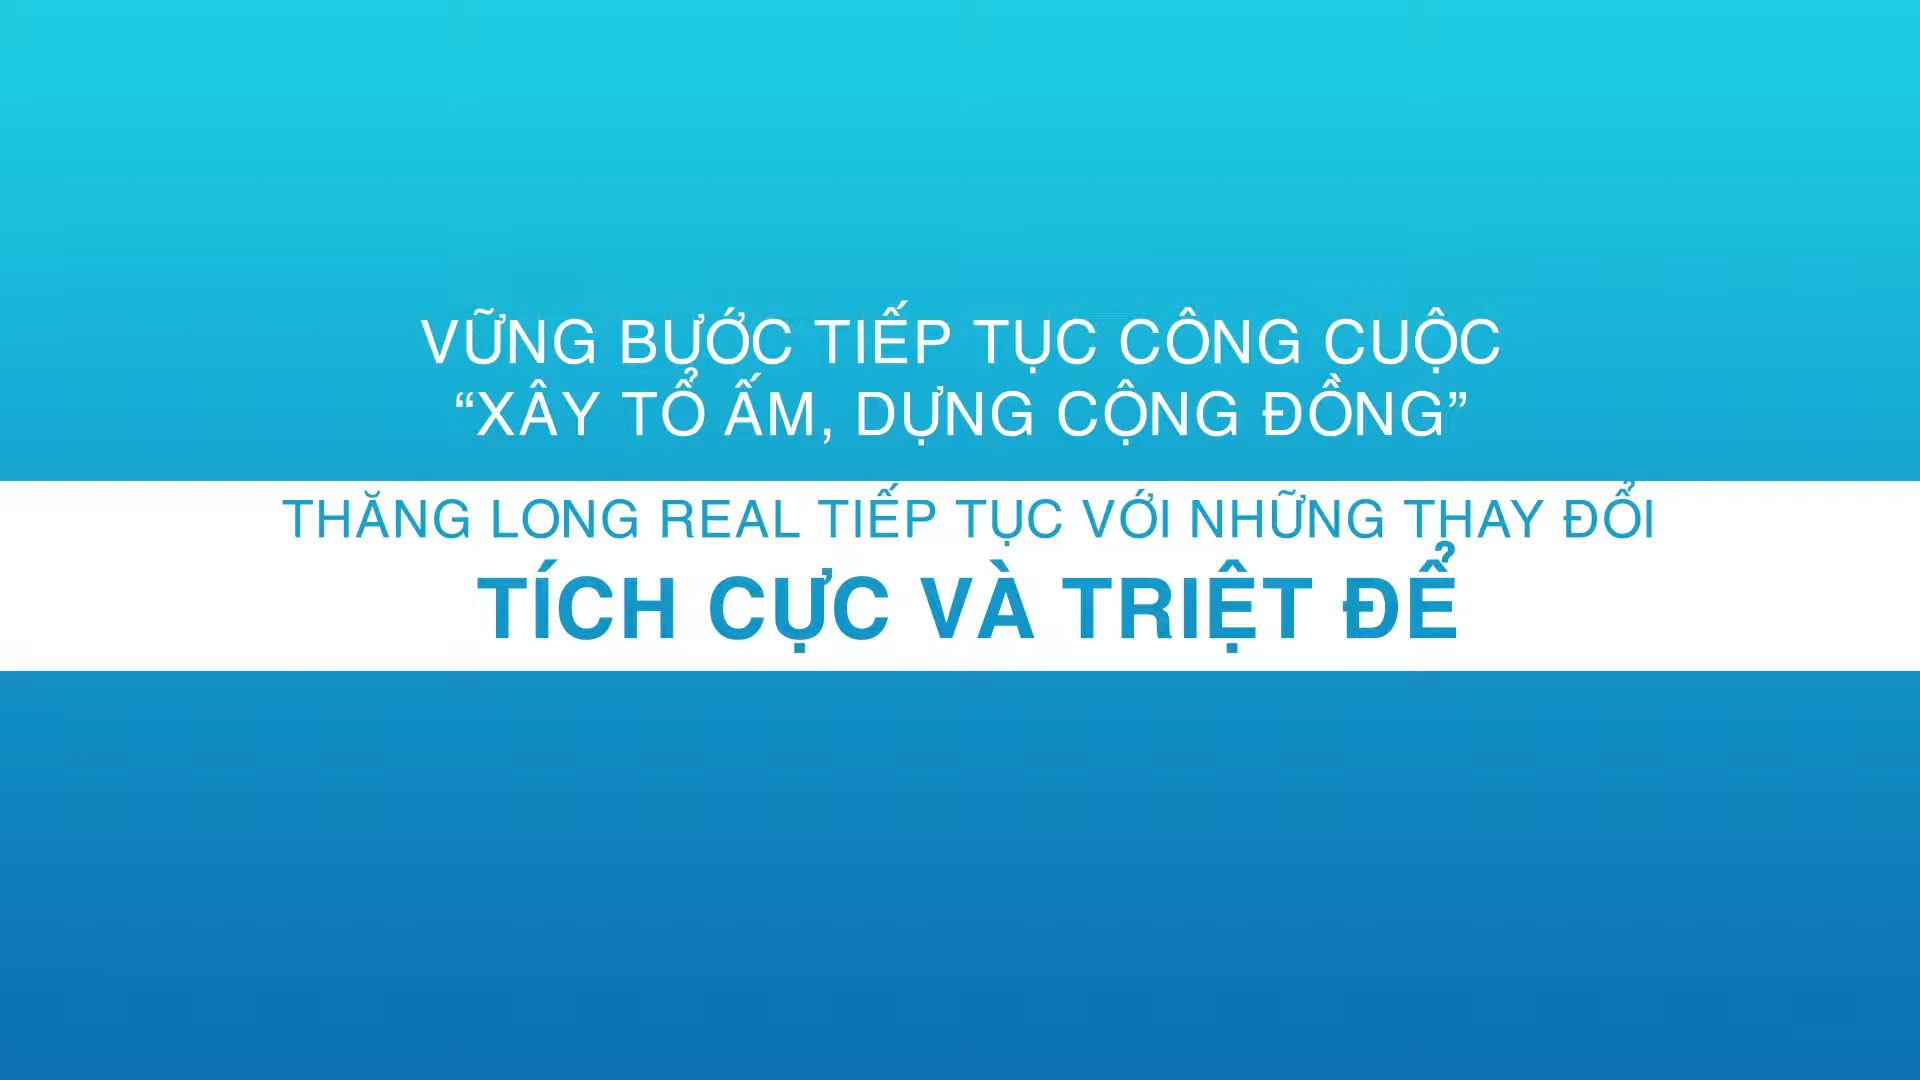 VỮNG BƯỚC TIẾP TỤC CÔNG CUỘC
“XÂY TỔ ẤM, DỰNG CỘNG ĐỒNG”
THĂNG LONG REAL TIẾP TỤC VỚI NHỮNG THAY ĐỔI
TÍCH CỰC VÀ TRIỆT ĐỂ